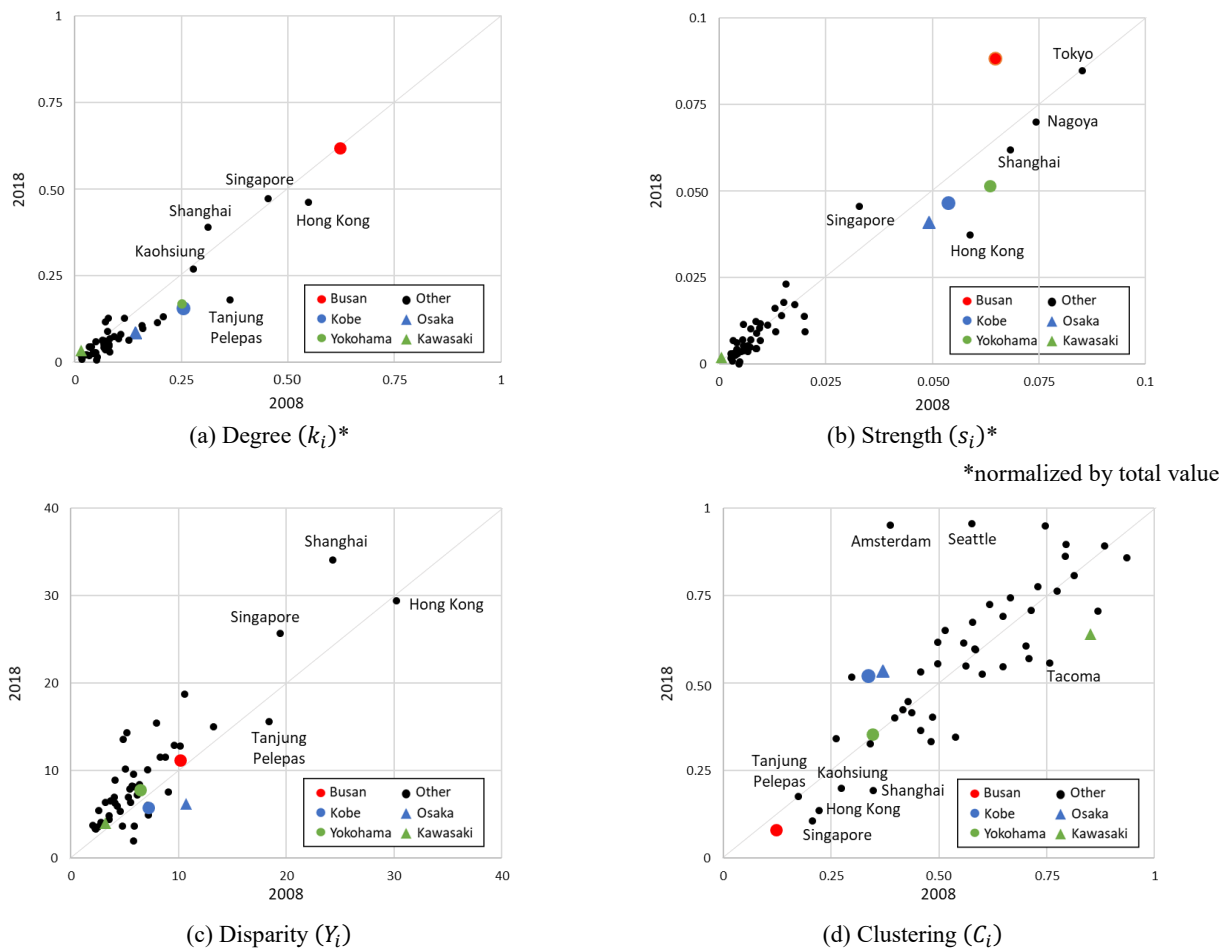 1
0.75
0.50
0.25
0
2018
Singapore
Shanghai
Hong Kong
Kaohsiung
Tanjung
Pelepas
Busan
Other
Kobe
Osaka
Yokohama
Kawasaki
0
0.25
0.50
0.75
1
2008
(a) Degree (k_i)*
0.1
0.075
0.050
0.025
0
2018
Tokyo
Nagoya
Shanghai
Singapore
Hong Kong
Busan
Other
Kobe
Osaka
Yokohama
Kawasaki
0
0.025
0.050
0.075
0.1
2008
(b) Strength (s_i)*
*normalized by total value
40
30
20
10
0
2018
Shanghai
Hong Kong
Singapore
Tanjung
Pelepas
Busan
Other
Kobe
Osaka
Yokohama
Kawasaki
0
10
20
30
40
2008
(c) Disparity (Y_i)
1
0.75
0.50
0.25
0
2018
Amsterdam
Seattle
Tacoma
Tanjung
Pelepas
Kaohsiung
Shanghai
Hong Kong
Singapore
Busan
Other
Kobe
Osaka
Yokohama
Kawasaki
0
0.25
0.50
0.75
1
2008
(d) Clustering (C_i)